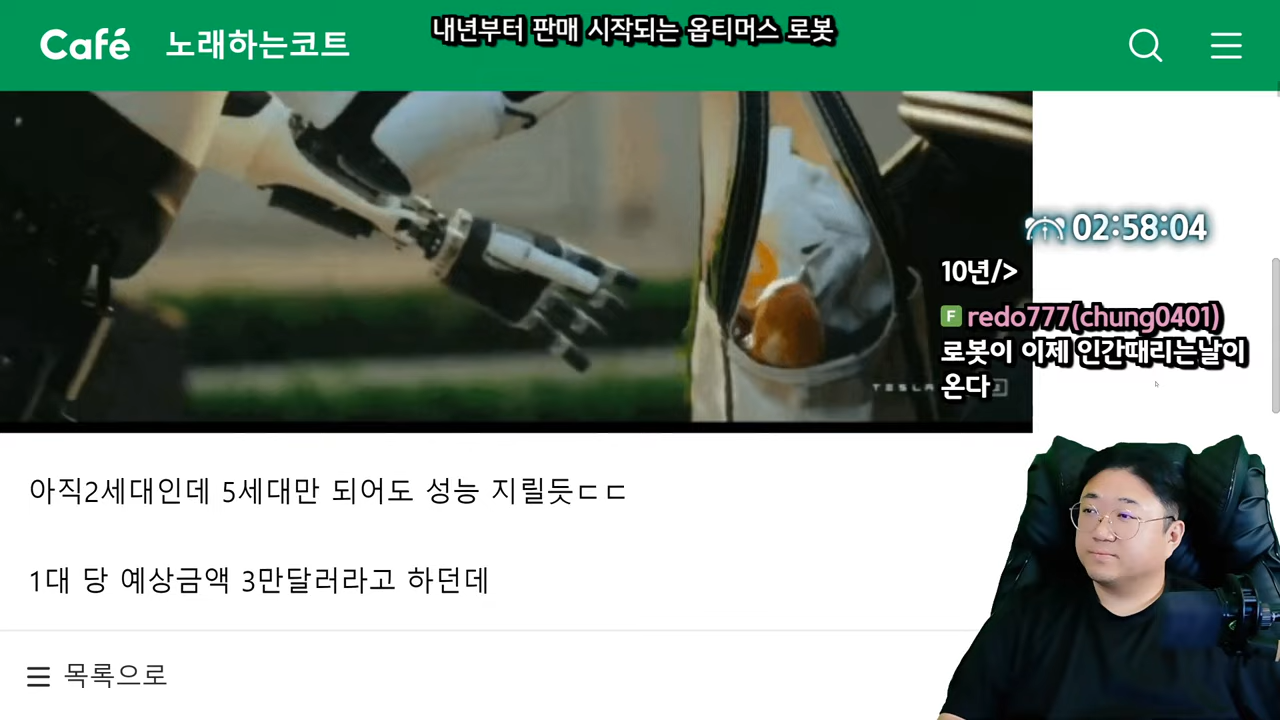 Café 노래하는코트
내년부터 판매 시작되는 옵티머스 로봇
02:58:04
10년/>
F redo777(chung0401)
로봇이 이제 인간때리는날이
온다
TESLA
아직2세대인데 5세대만 되어도 성능 지릴듯ㄷㄷ
1대 당 예상금액 3만달러라고 하던데
목록으로